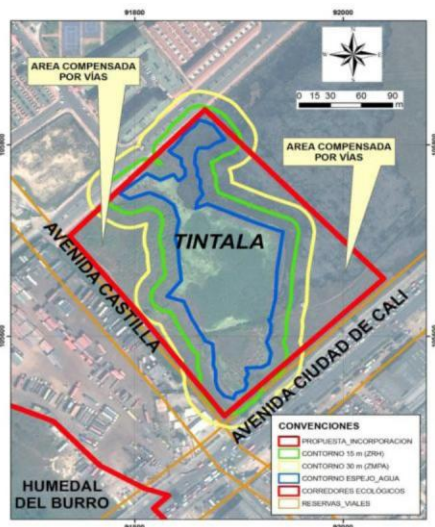 91800
92000
AREA COMPENSADA
POR VÍAS
N
0 15 30 60 90
m
AREA COMPENSADA
POR VÍAS
TINTALA
AVENIDA CASTILLA
AVENIDA CIUDAD DE CALI
HUMEDAL
DEL BURRO
CONVENCIONES
PROPUESTA_INCORPORACION
CONTORNO 15 m (ZRH)
CONTORNO 30 m (ZMPA)
CONTORNO ESPEJO_AGUA
CORREDORES ECOLÓGICOS
RESERVAS_VIALES
92000